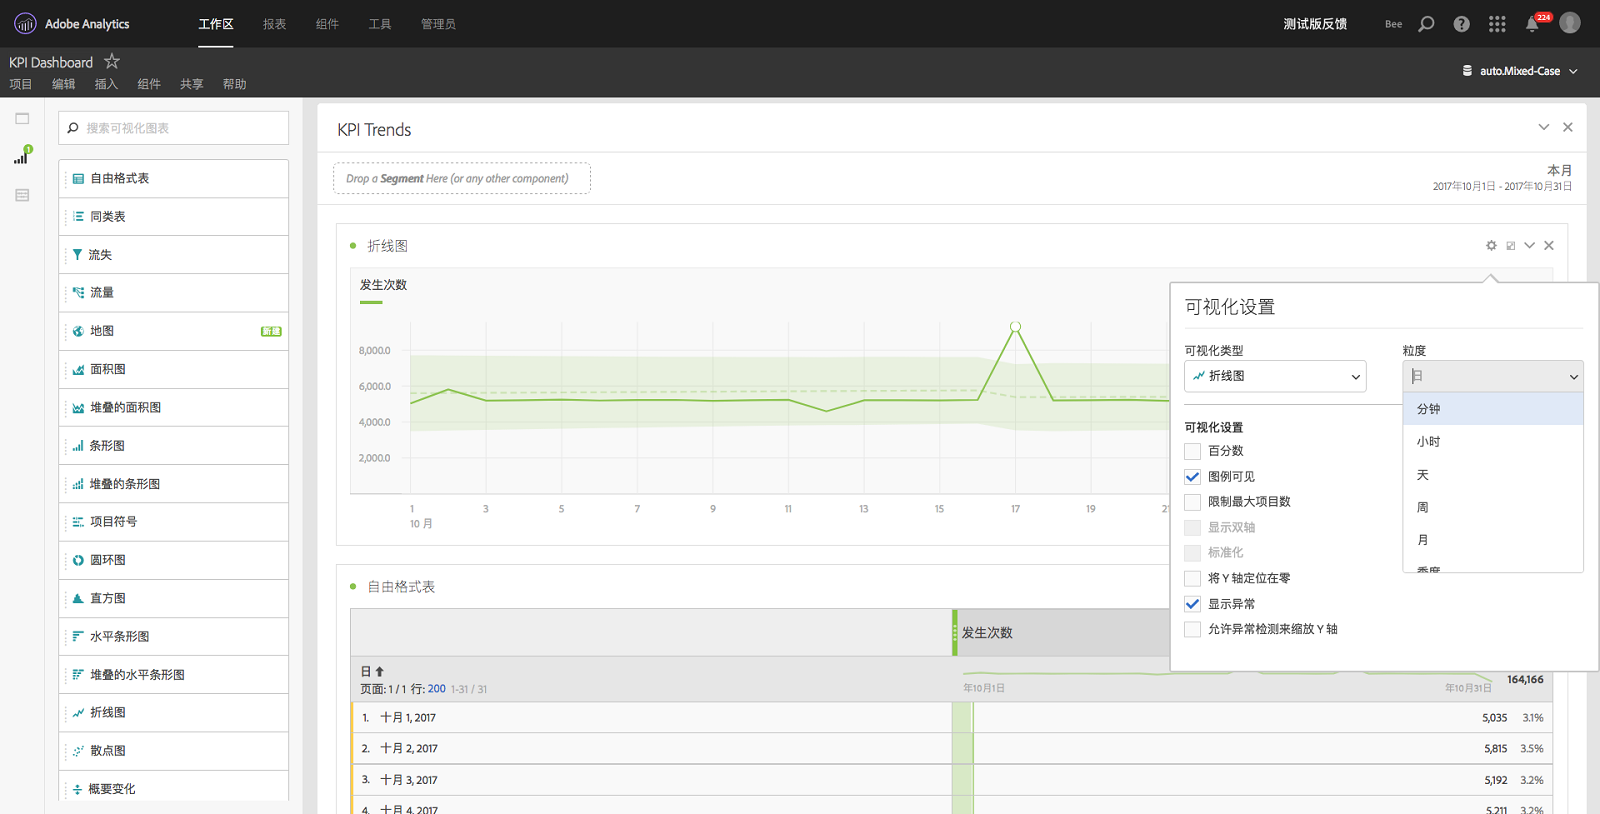 Adobe Analytics
工作区 报表 组件 工具 管理员
测试版反馈 Bee 224
KPI Dashboard
项目 编辑 插入 组件 共享 帮助
auto.Mixed-Case
搜索可视化图表
1
自由格式表
同类表
流失
流量
地图 新建
面积图
堆叠的面积图
条形图
堆叠的条形图
项目符号
圆环图
直方图
水平条形图
堆叠的水平条形图
折线图
散点图
概要变化
KPI Trends
Drop a Segment Here (or any other component)
本月
2017年10月1日 - 2017年10月31日
折线图
发生次数
8,000.0
6,000.0
4,000.0
2,000.0
1 3 5 7 9 11 13 15 17 19 21
10 月
可视化设置
可视化类型 粒度
折线图 日
分钟
小时
天
周
月
季度
可视化设置
百分数
图例可见
限制最大项目数
显示双轴
标准化
将 Y 轴定位在零
显示异常
允许异常检测来缩放 Y 轴
自由格式表
发生次数
日
页面: 1 / 1 行: 200 1-31 / 31
年10月1日 年10月31日 164,166
1. 十月 1, 2017 5,035 3.1%
2. 十月 2, 2017 5,815 3.5%
3. 十月 3, 2017 5,192 3.2%
4. 十月 4, 2017 5,211 3.2%